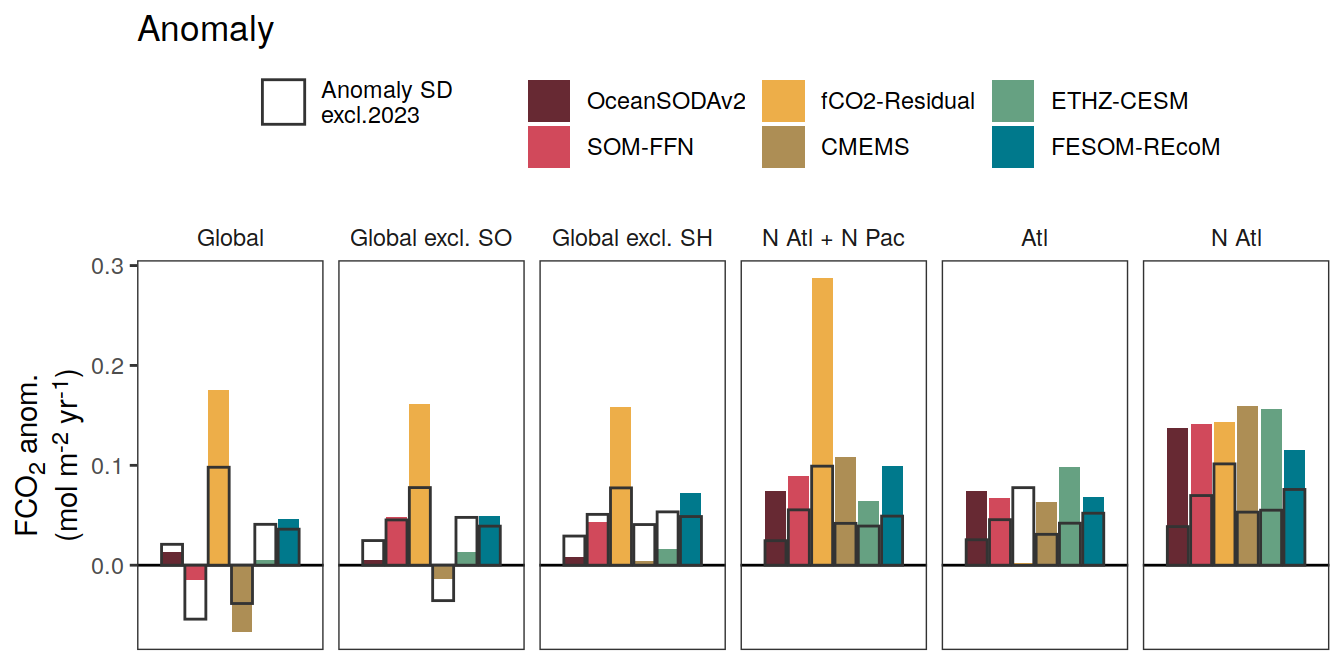 Anomaly
Anomaly SD
excl.2023
OceanSODAv2
fCO2-Residual
ETHZ-CESM
SOM-FFN
CMEMS
FESOM-REcoM
Global
Global excl. SO
Global excl. SH
N Atl + N Pac
Atl
N Atl
FCO₂ anom.
(mol m⁻² yr⁻¹)
0.3
0.2
0.1
0.0